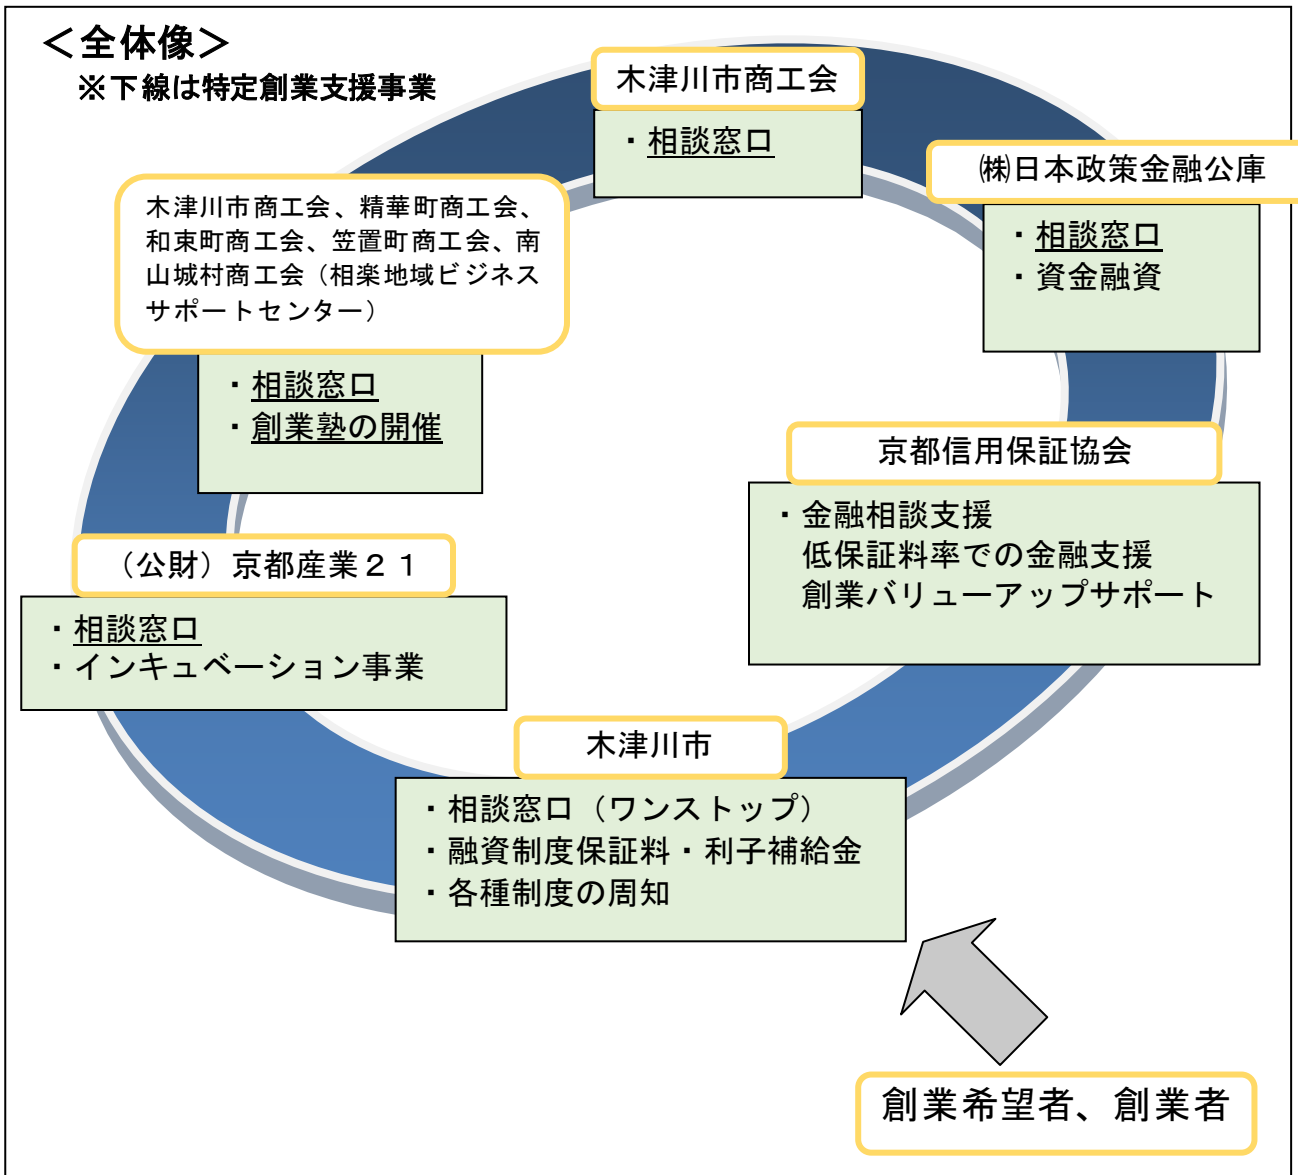 ＜全体像＞
※下線は特定創業支援事業
木津川市商工会
・相談窓口
㈱日本政策金融公庫
・相談窓口
・資金融資
木津川市商工会、精華町商工会、
和束町商工会、笠置町商工会、南
山城村商工会（相楽地域ビジネス
サポートセンター）
・相談窓口
・創業塾の開催
京都信用保証協会
・金融相談支援
低保証料率での金融支援
創業バリューアップサポート
（公財）京都産業２１
・相談窓口
・インキュベーション事業
木津川市
・相談窓口（ワンストップ）
・融資制度保証料・利子補給金
・各種制度の周知
創業希望者、創業者